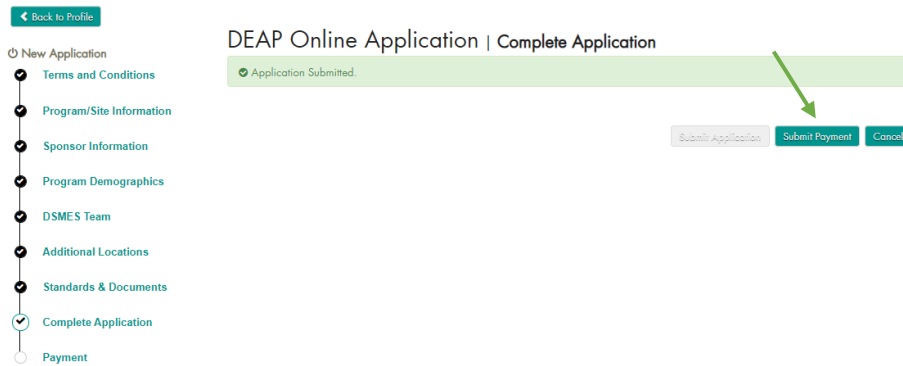 Back to Profile
New Application
Terms and Conditions
Program/Site Information
Sponsor Information
Program Demographics
DSMES Team
Additional Locations
Standards & Documents
Complete Application
Payment
DEAP Online Application | Complete Application
Application Submitted.
Submit Application Submit Payment Cancel